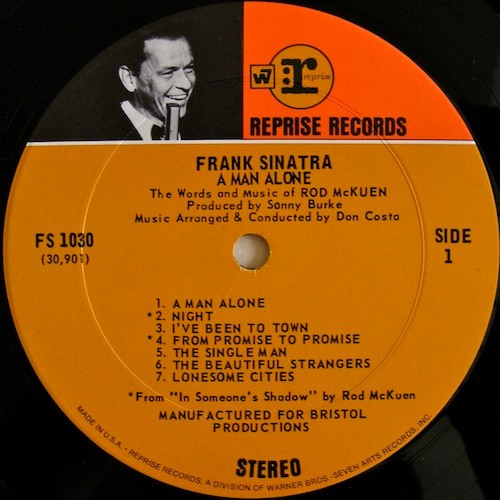 W7 r reprise
REPRISE RECORDS
FRANK SINATRA
A MAN ALONE
The Words and Music of ROD McKUEN
Produced by Sonny Burke
Music Arranged & Conducted by Don Costa
FS 1030
(30,901)
SIDE
1
1. A MAN ALONE
*2. NIGHT
3. I'VE BEEN TO TOWN
*4. FROM PROMISE TO PROMISE
5. THE SINGLE MAN
6. THE BEAUTIFUL STRANGERS
7. LONESOME CITIES
*From "In Someone's Shadow" by Rod McKuen
MANUFACTURED FOR BRISTOL
PRODUCTIONS
STEREO
MADE IN U.S.A. - REPRISE RECORDS, A DIVISION OF WARNER BROS.-SEVEN ARTS RECORDS, INC.